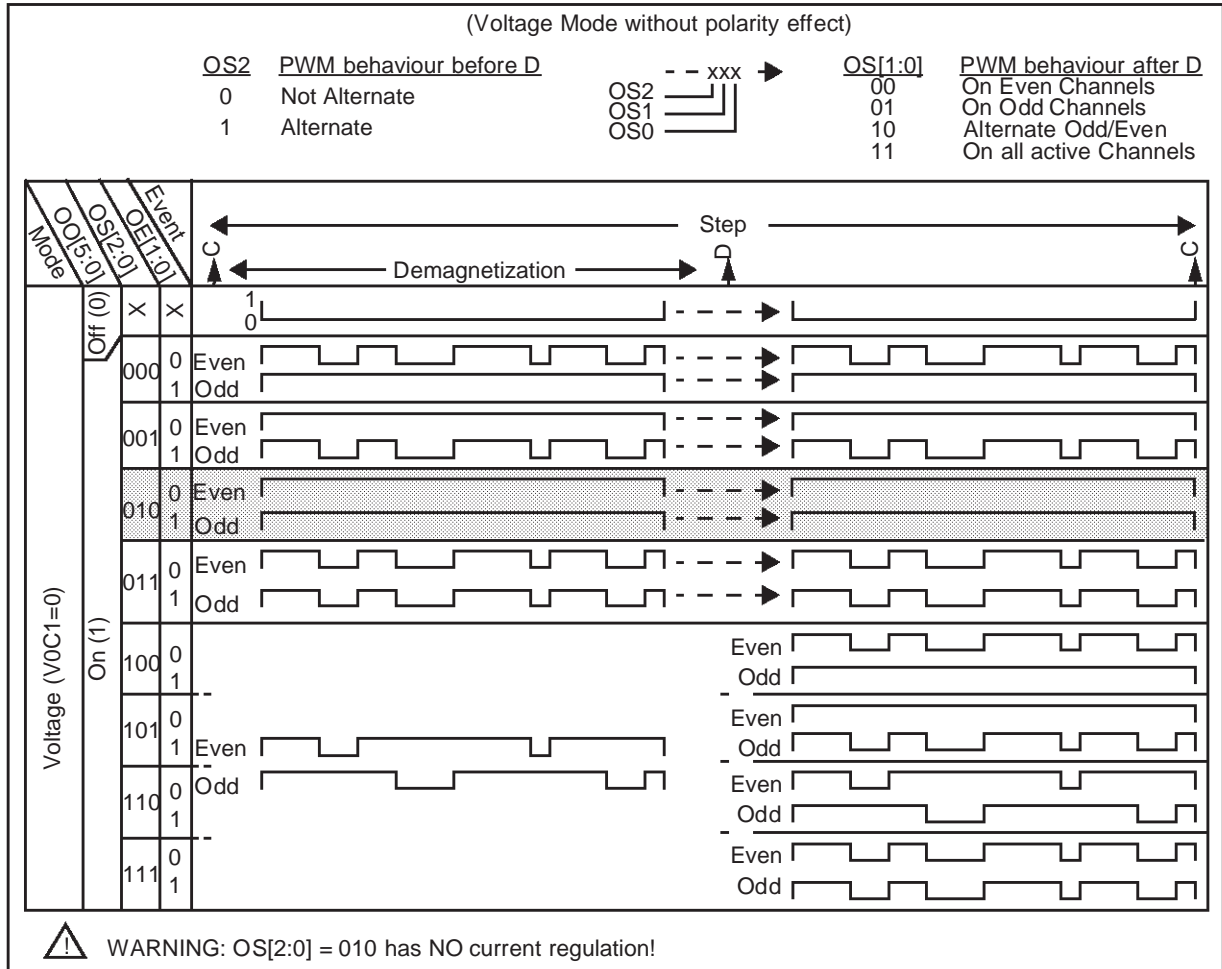 (Voltage Mode without polarity effect)
OS2 PWM behaviour before D
0 Not Alternate
1 Alternate
xxx
OS2
OS1
OS0
OS[1:0] PWM behaviour after D
00 On Even Channels
01 On Odd Channels
10 Alternate Odd/Even
11 On all active Channels
Mode
OO[5:0]
OS[2:0]
OE[1:0]
Event
C
Step
Demagnetization
D
C
Voltage (V0C1=0)
Off (0)
X
X
1
0
On (1)
000
0 Even
1 Odd
001
0 Even
1 Odd
010
0 Even
1 Odd
011
0 Even
1 Odd
100
0
1
Even
Odd
101
0
1
Even
Even
Odd
110
0
1
Odd
Even
Odd
111
0
1
Even
Odd
! WARNING: OS[2:0] = 010 has NO current regulation!